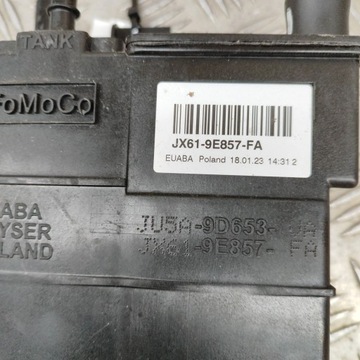 TANK
FoMoCo
JX61-9E857-FA
EUABA Poland 18.01.23 14:31 2
JU5A-9D653-
JX61-9E857- FA
ABA
YSER
LAND